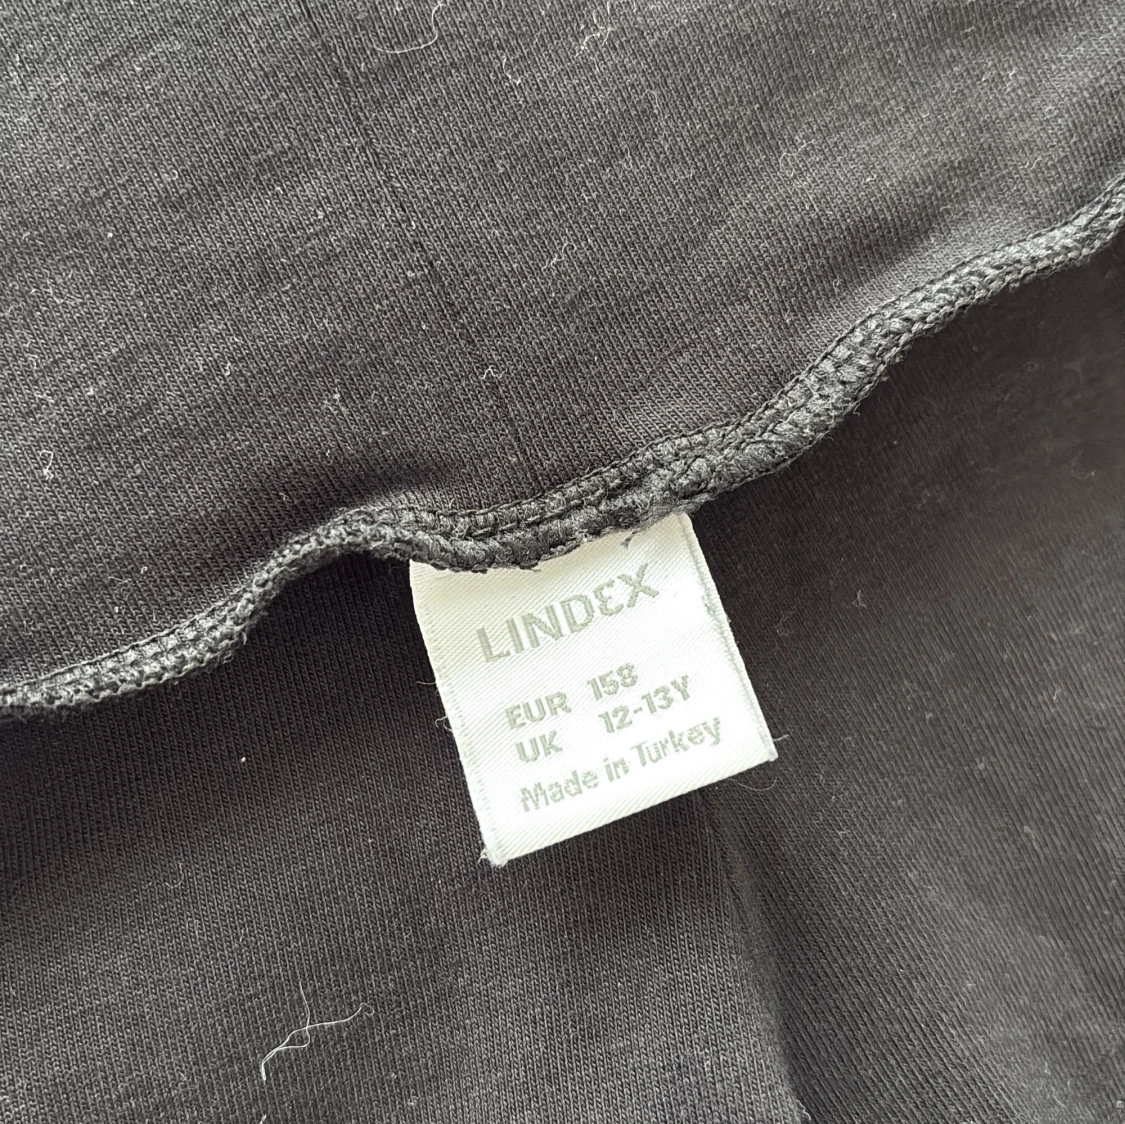 LINDEX
EUR 158
UK 12-13Y
Made in Turkey